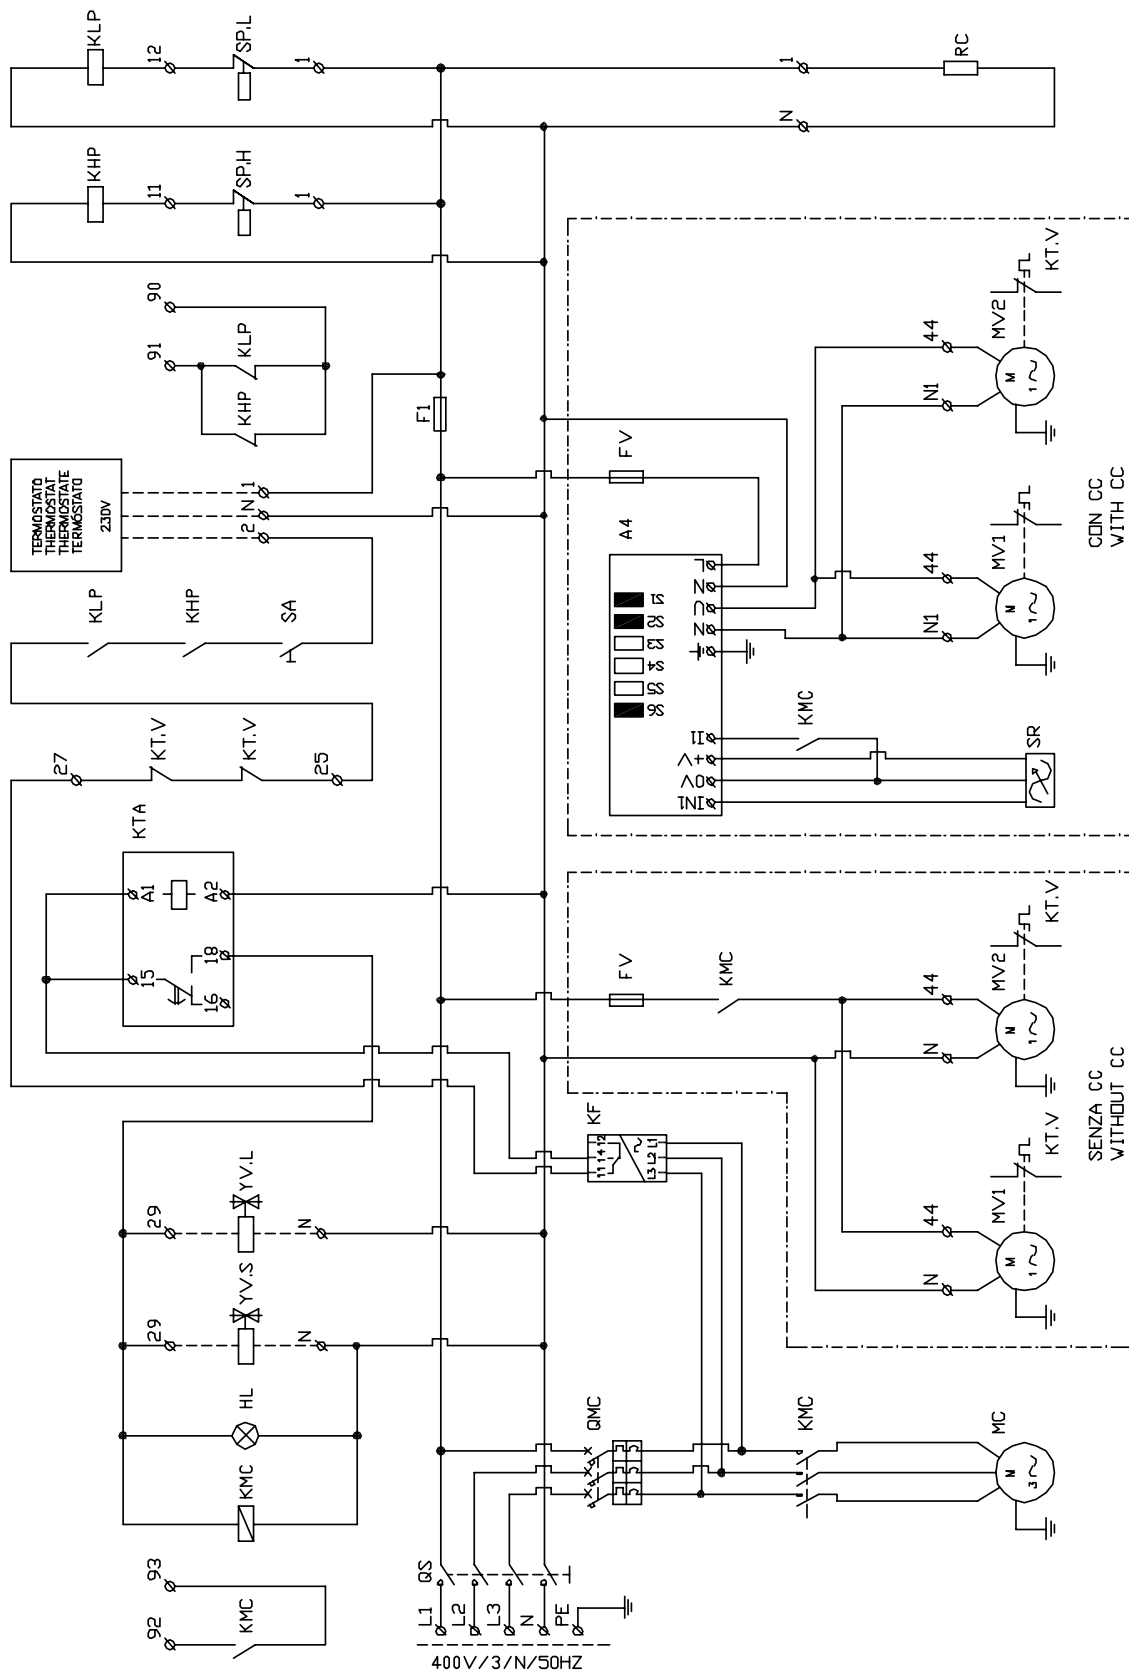 KLP
12
SP.L
1
1
RC
N
KHP
11
SP.H
1
90
91
KLP
KHP
F1
TERMOSTATO
THERMOSTAT
THERMOSTATE
TERMÓSTATO
230V
1
N
2
KLP
KHP
SA
27
KT.V
KT.V
25
KTA
A1
A2
15
18
16
FV
A4
L
N
U
N
S1
S2
S3
S4
S5
S6
I1
+V
0V
IN1
KMC
SR
44
N1
MV2
M
1
KT.V
44
N1
MV1
M
1
KT.V
CON CC
WITH CC
FV
KMC
44
N
MV2
M
1
KT.V
44
N
MV1
M
1
KT.V
SENZA CC
WITHOUT CC
KF
11 14 12
L3 L2 L1
29
YV.L
N
29
YV.S
N
HL
KMC
93
92
KMC
QS
L1
L2
L3
N
PE
400V/3/N/50HZ
QMC
KMC
MC
M
3